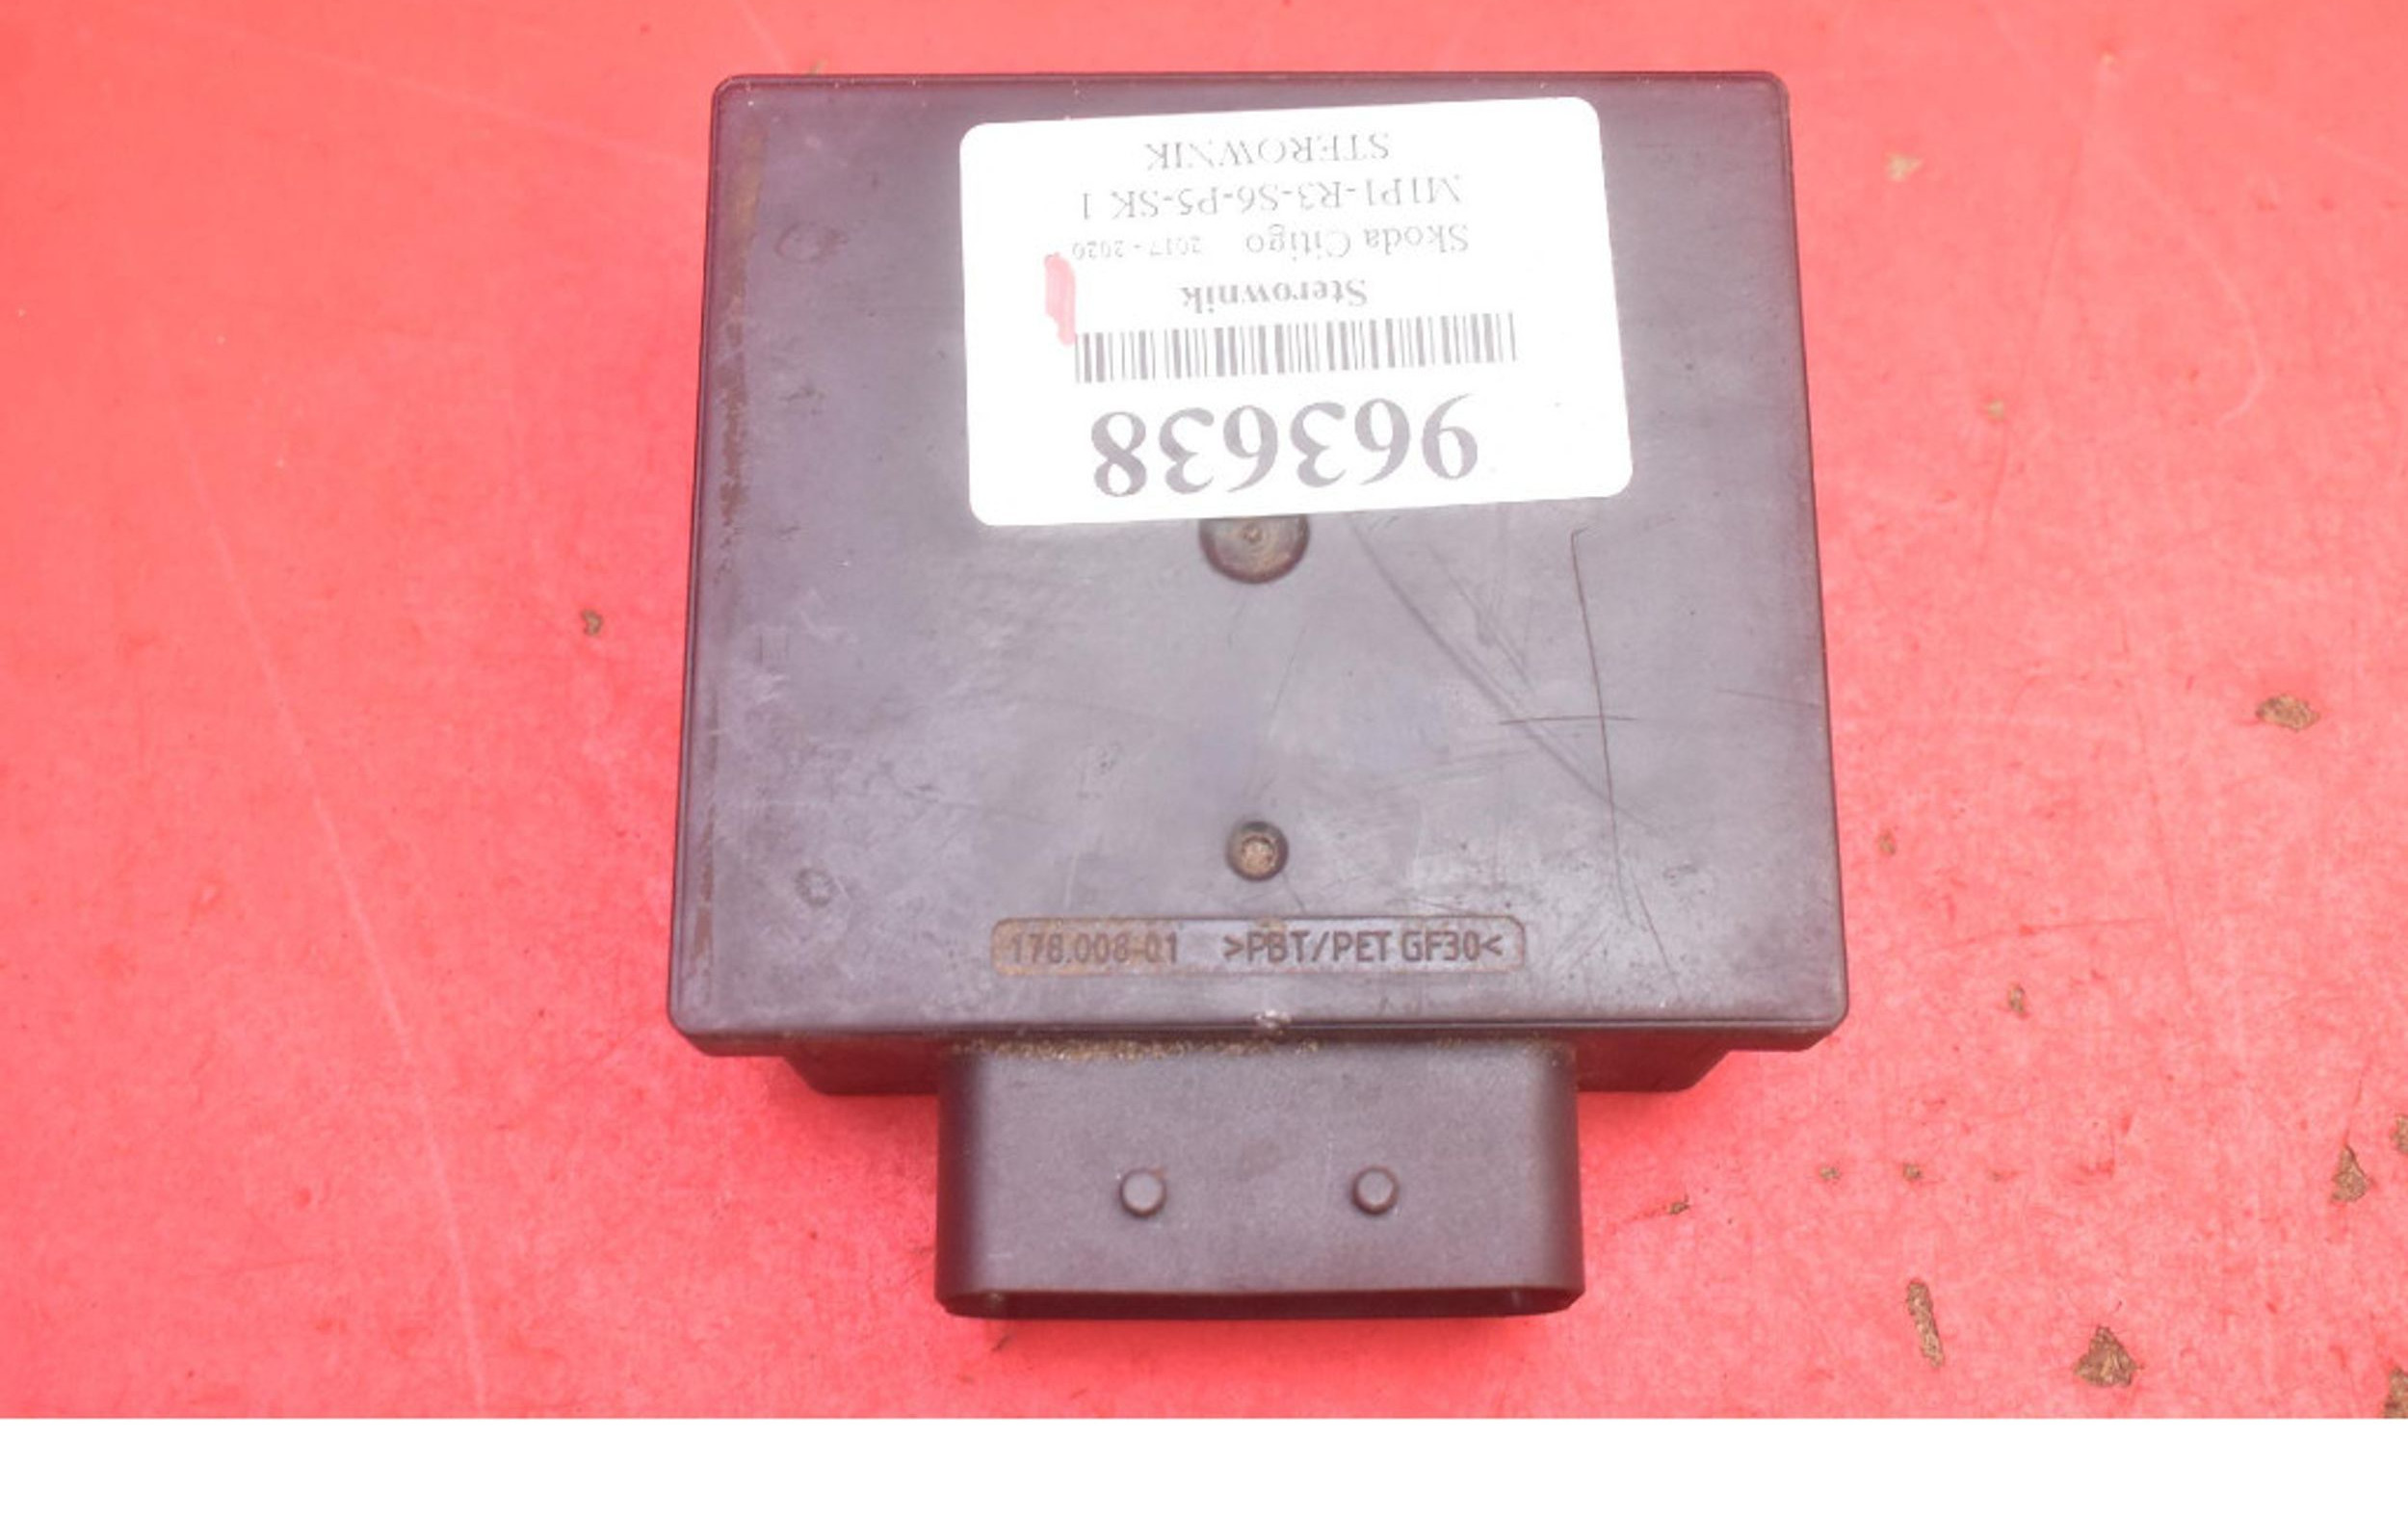 963638
Sterownik
Skoda Citigo 2017 - 2020
M1P1-R3-S6-P5-SK 1
STEROWNIK
178.008-01 >PBT/PET GF30<